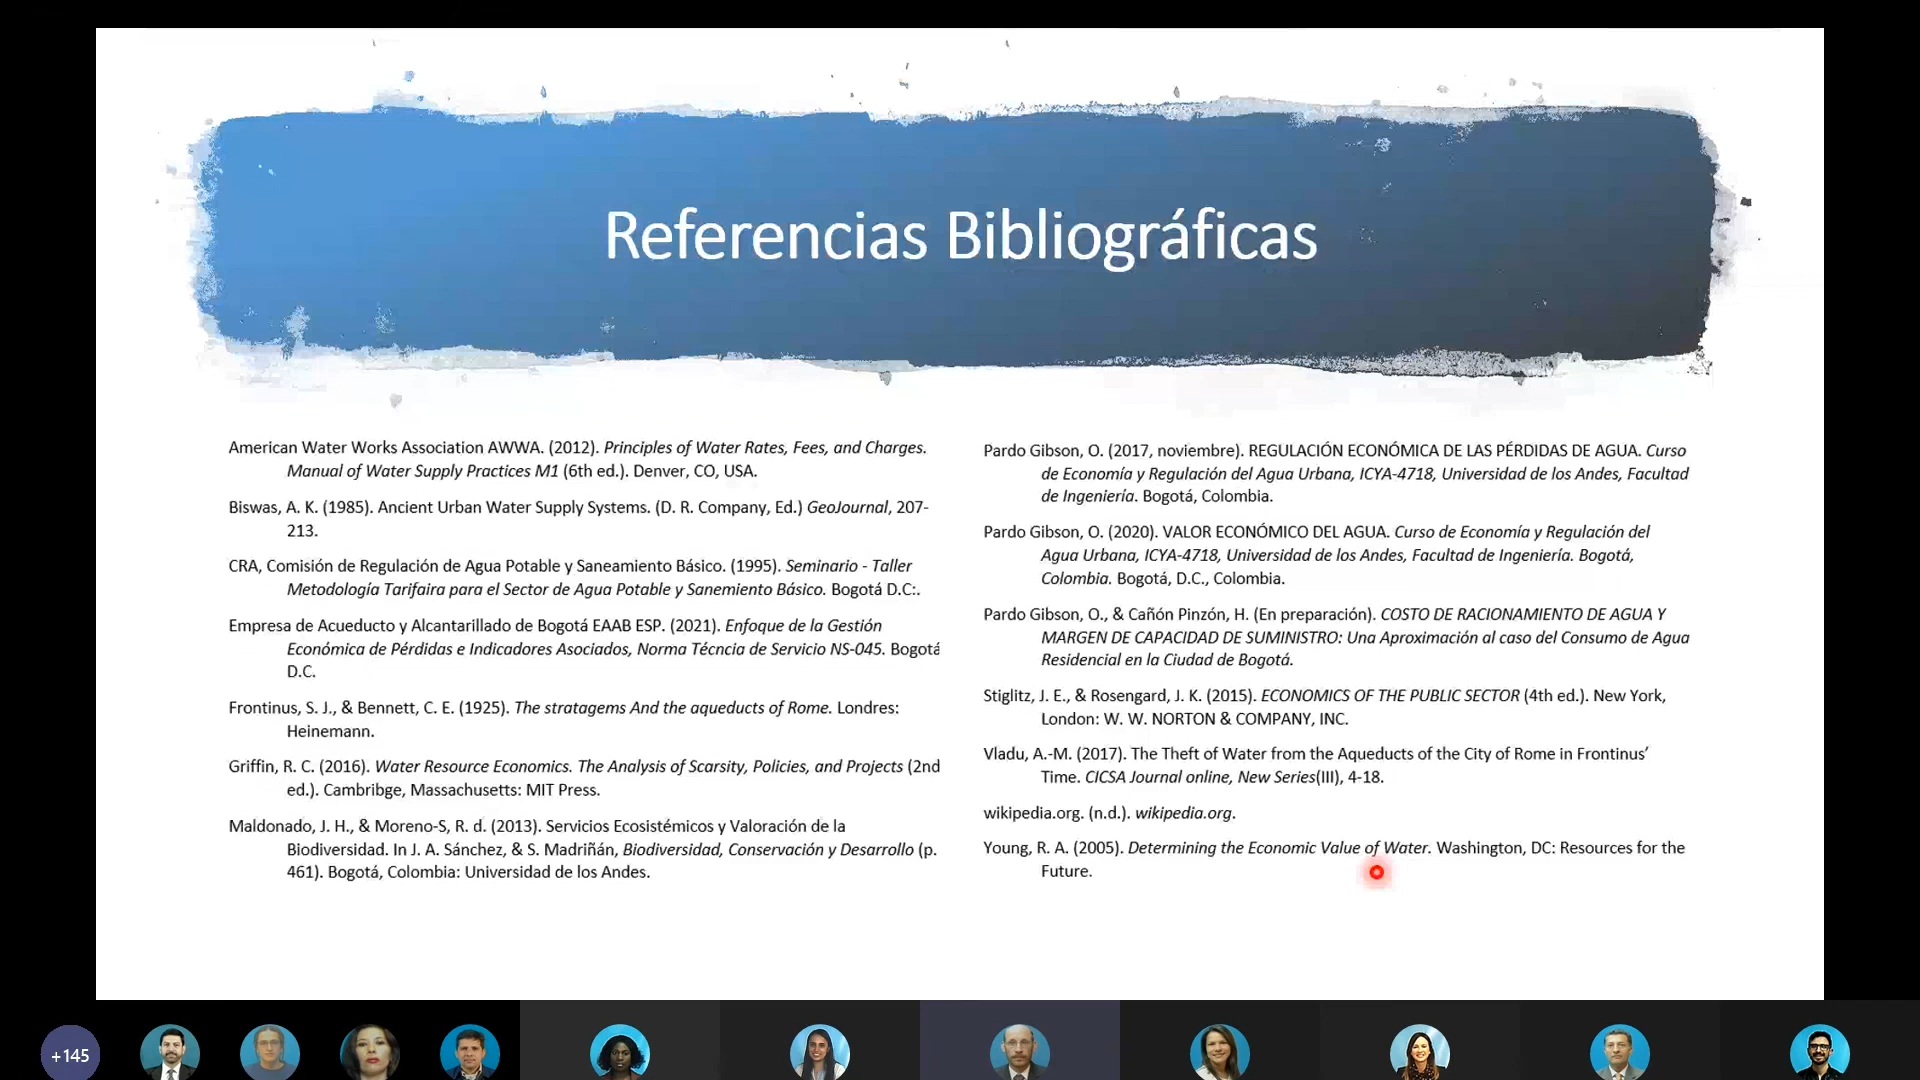 Referencias Bibliográficas
American Water Works Association AWWA. (2012). Principles of Water Rates, Fees, and Charges.
Manual of Water Supply Practices M1 (6th ed.). Denver, CO, USA.
Biswas, A. K. (1985). Ancient Urban Water Supply Systems. (D. R. Company, Ed.) GeoJournal, 207-
213.
CRA, Comisión de Regulación de Agua Potable y Saneamiento Básico. (1995). Seminario - Taller
Metodología Tarifaira para el Sector de Agua Potable y Sanemiento Básico. Bogotá D.C:.
Empresa de Acueducto y Alcantarillado de Bogotá EAAB ESP. (2021). Enfoque de la Gestión
Económica de Pérdidas e Indicadores Asociados, Norma Técncia de Servicio NS-045. Bogotá
D.C.
Frontinus, S. J., & Bennett, C. E. (1925). The stratagems And the aqueducts of Rome. Londres:
Heinemann.
Griffin, R. C. (2016). Water Resource Economics. The Analysis of Scarsity, Policies, and Projects (2nd
ed.). Cambribge, Massachusetts: MIT Press.
Maldonado, J. H., & Moreno-S, R. d. (2013). Servicios Ecosistémicos y Valoración de la
Biodiversidad. In J. A. Sánchez, & S. Madriñán, Biodiversidad, Conservación y Desarrollo (p.
461). Bogotá, Colombia: Universidad de los Andes.
Pardo Gibson, O. (2017, noviembre). REGULACIÓN ECONÓMICA DE LAS PÉRDIDAS DE AGUA. Curso
de Economía y Regulación del Agua Urbana, ICYA-4718, Universidad de los Andes, Facultad
de Ingeniería. Bogotá, Colombia.
Pardo Gibson, O. (2020). VALOR ECONÓMICO DEL AGUA. Curso de Economía y Regulación del
Agua Urbana, ICYA-4718, Universidad de los Andes, Facultad de Ingeniería. Bogotá,
Colombia. Bogotá, D.C., Colombia.
Pardo Gibson, O., & Cañón Pinzón, H. (En preparación). COSTO DE RACIONAMIENTO DE AGUA Y
MARGEN DE CAPACIDAD DE SUMINISTRO: Una Aproximación al caso del Consumo de Agua
Residencial en la Ciudad de Bogotá.
Stiglitz, J. E., & Rosengard, J. K. (2015). ECONOMICS OF THE PUBLIC SECTOR (4th ed.). New York,
London: W. W. NORTON & COMPANY, INC.
Vladu, A.-M. (2017). The Theft of Water from the Aqueducts of the City of Rome in Frontinus’
Time. CICSA Journal online, New Series(III), 4-18.
wikipedia.org. (n.d.). wikipedia.org.
Young, R. A. (2005). Determining the Economic Value of Water. Washington, DC: Resources for the
Future.
+145